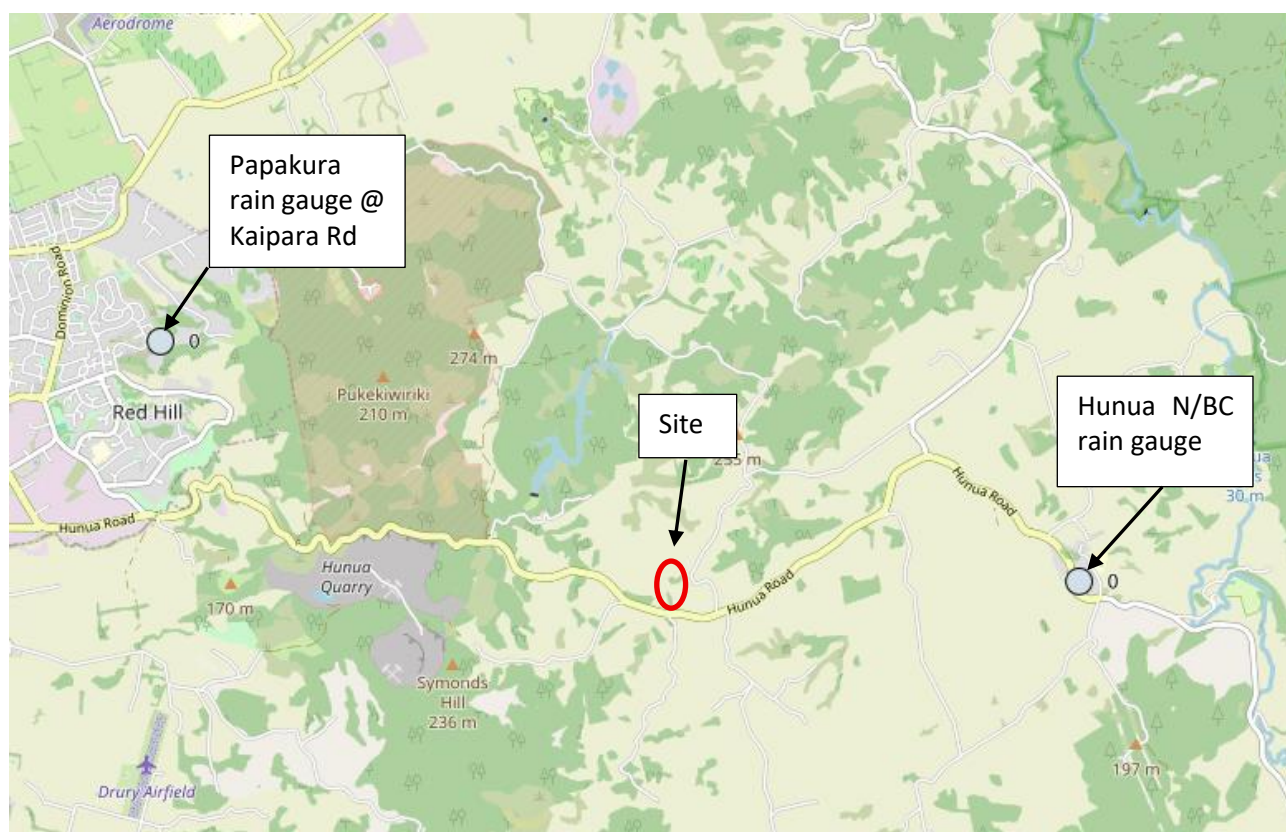 Aerodrome
Papakura
rain gauge @
Kaipara Rd
Dominion Road
0
274 m
Pukekiwiriki
210 m
Red Hill
Site
Hunua N/BC
rain gauge
30 m
Hunua Road
Hunua Road
Hunua Road
0
Hunua
Quarry
170 m
Symonds
Hill
236 m
197 m
Drury Airfield